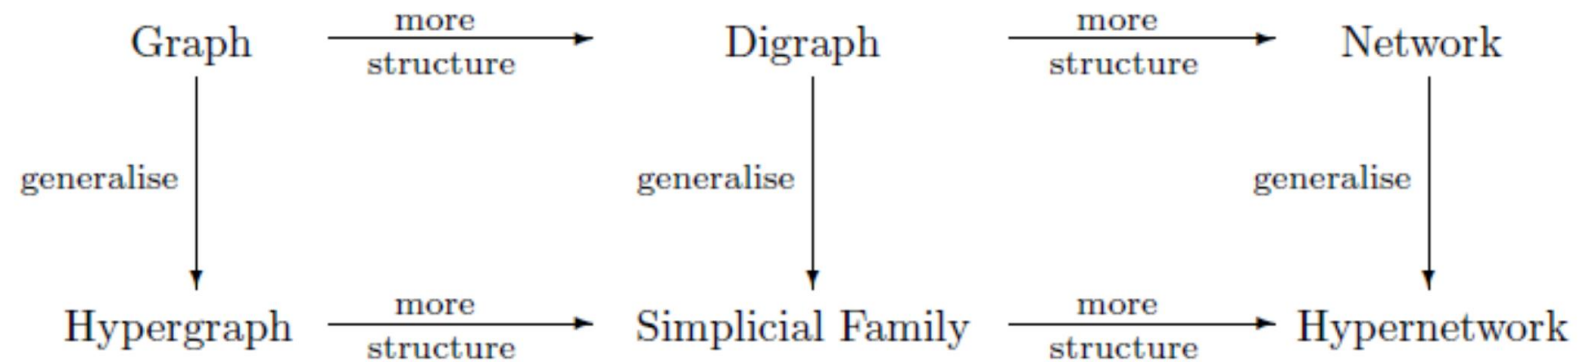 Graph more structure Digraph more structure Network
generalise generalise generalise
Hypergraph more structure Simplicial Family more structure Hypernetwork